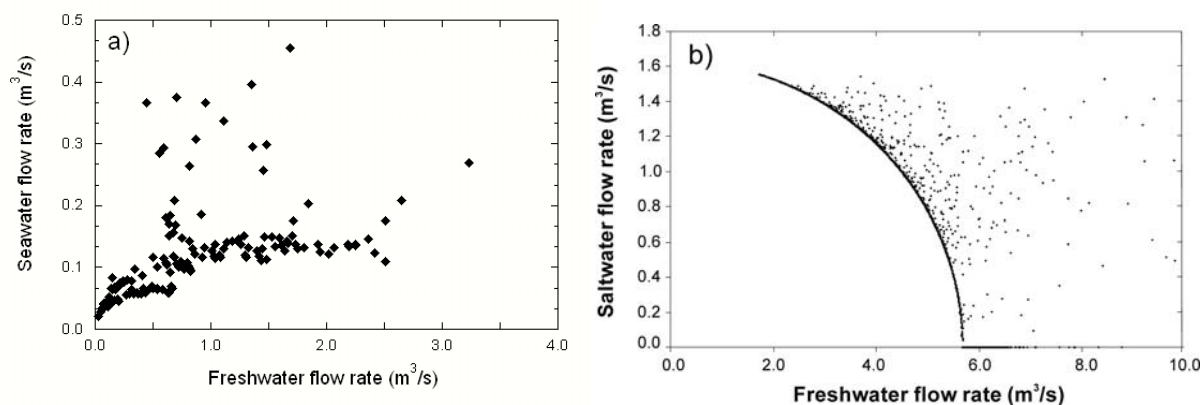 a)
0.5
0.4
0.3
0.2
0.1
0.0
Seawater flow rate (m³/s)
0.0 1.0 2.0 3.0 4.0
Freshwater flow rate (m³/s)
b)
1.8
1.6
1.4
1.2
1.0
0.8
0.6
0.4
0.2
0.0
Saltwater flow rate (m³/s)
0.0 2.0 4.0 6.0 8.0 10.0
Freshwater flow rate (m³/s)